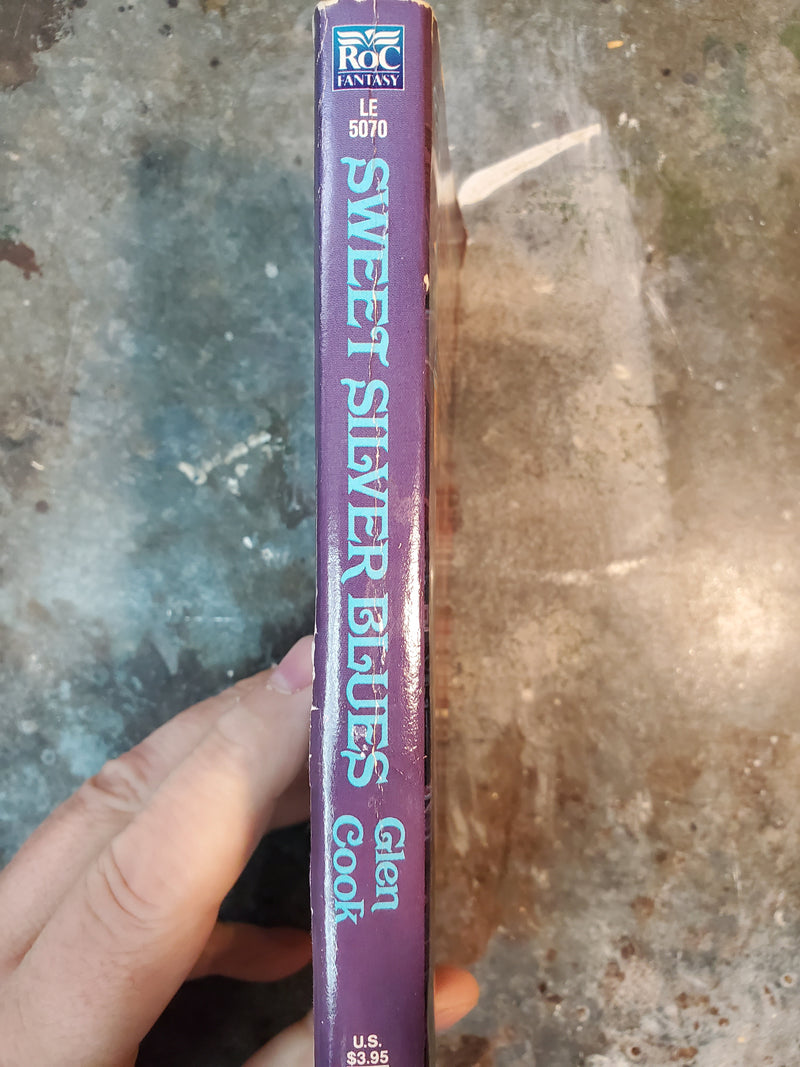 RoC
FANTASY
LE
5070
SWEET SILVER BLUES
Glen
Cook
U.S.
$3.95